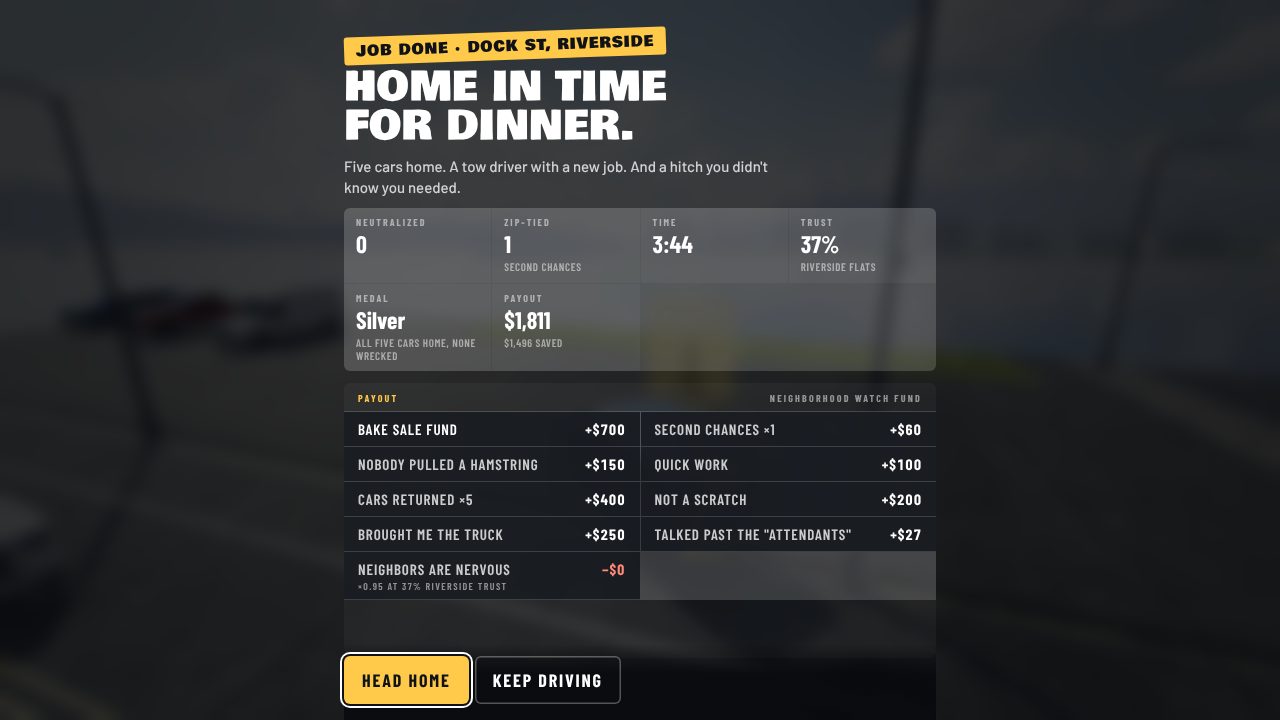 JOB DONE · DOCK ST, RIVERSIDE
HOME IN TIME
FOR DINNER.
Five cars home. A tow driver with a new job. And a hitch you didn't
know you needed.
NEUTRALIZED
0
ZIP-TIED
1
SECOND CHANCES
TIME
3:44
TRUST
37%
RIVERSIDE FLATS
MEDAL
Silver
ALL FIVE CARS HOME, NONE
WRECKED
PAYOUT
$1,811
$1,496 SAVED
PAYOUT
NEIGHBORHOOD WATCH FUND
BAKE SALE FUND +$700
SECOND CHANCES ×1 +$60
NOBODY PULLED A HAMSTRING +$150
QUICK WORK +$100
CARS RETURNED ×5 +$400
NOT A SCRATCH +$200
BROUGHT ME THE TRUCK +$250
TALKED PAST THE "ATTENDANTS" +$27
NEIGHBORS ARE NERVOUS −$0
×0.95 AT 37% RIVERSIDE TRUST
HEAD HOME
KEEP DRIVING